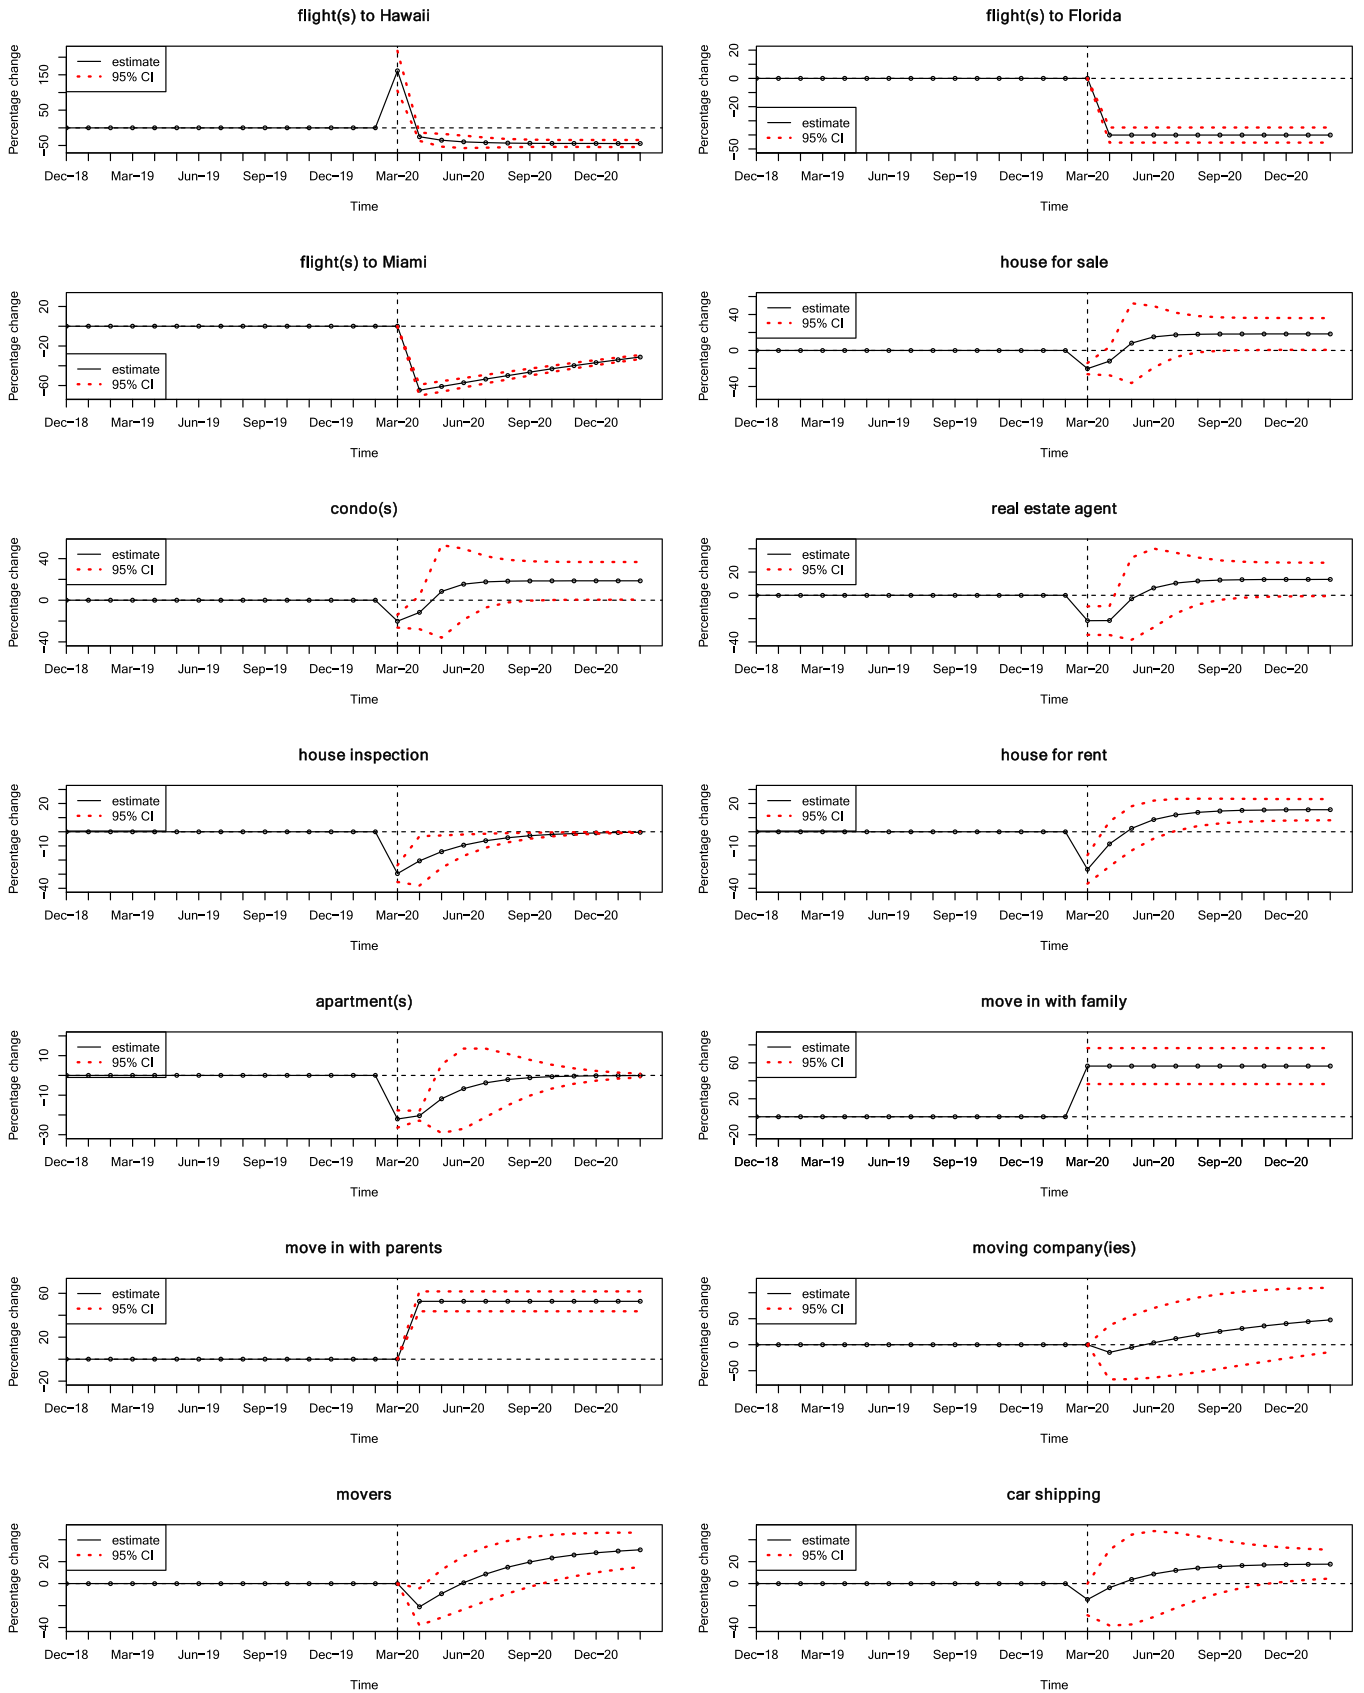 flight(s) to Hawaii
Percentage change
150
50
−50
estimate
95% CI
Dec−18 Mar−19 Jun−19 Sep−19 Dec−19 Mar−20 Jun−20 Sep−20 Dec−20
Time
flight(s) to Florida
Percentage change
20
0
−20
−50
estimate
95% CI
Dec−18 Mar−19 Jun−19 Sep−19 Dec−19 Mar−20 Jun−20 Sep−20 Dec−20
Time
flight(s) to Miami
Percentage change
20
−20
−60
estimate
95% CI
Dec−18 Mar−19 Jun−19 Sep−19 Dec−19 Mar−20 Jun−20 Sep−20 Dec−20
Time
house for sale
Percentage change
40
0
−40
estimate
95% CI
Dec−18 Mar−19 Jun−19 Sep−19 Dec−19 Mar−20 Jun−20 Sep−20 Dec−20
Time
condo(s)
Percentage change
40
0
−40
estimate
95% CI
Dec−18 Mar−19 Jun−19 Sep−19 Dec−19 Mar−20 Jun−20 Sep−20 Dec−20
Time
real estate agent
Percentage change
20
0
−40
estimate
95% CI
Dec−18 Mar−19 Jun−19 Sep−19 Dec−19 Mar−20 Jun−20 Sep−20 Dec−20
Time
house inspection
Percentage change
20
−10
−40
estimate
95% CI
Dec−18 Mar−19 Jun−19 Sep−19 Dec−19 Mar−20 Jun−20 Sep−20 Dec−20
Time
house for rent
Percentage change
20
−10
−40
estimate
95% CI
Dec−18 Mar−19 Jun−19 Sep−19 Dec−19 Mar−20 Jun−20 Sep−20 Dec−20
Time
apartment(s)
Percentage change
10
−10
−30
estimate
95% CI
Dec−18 Mar−19 Jun−19 Sep−19 Dec−19 Mar−20 Jun−20 Sep−20 Dec−20
Time
move in with family
Percentage change
60
20
−20
estimate
95% CI
Dec−18 Mar−19 Jun−19 Sep−19 Dec−19 Mar−20 Jun−20 Sep−20 Dec−20
Time
move in with parents
Percentage change
60
20
−20
estimate
95% CI
Dec−18 Mar−19 Jun−19 Sep−19 Dec−19 Mar−20 Jun−20 Sep−20 Dec−20
Time
moving company(ies)
Percentage change
50
0
−50
estimate
95% CI
Dec−18 Mar−19 Jun−19 Sep−19 Dec−19 Mar−20 Jun−20 Sep−20 Dec−20
Time
movers
Percentage change
20
0
−40
estimate
95% CI
Dec−18 Mar−19 Jun−19 Sep−19 Dec−19 Mar−20 Jun−20 Sep−20 Dec−20
Time
car shipping
Percentage change
20
0
−40
estimate
95% CI
Dec−18 Mar−19 Jun−19 Sep−19 Dec−19 Mar−20 Jun−20 Sep−20 Dec−20
Time